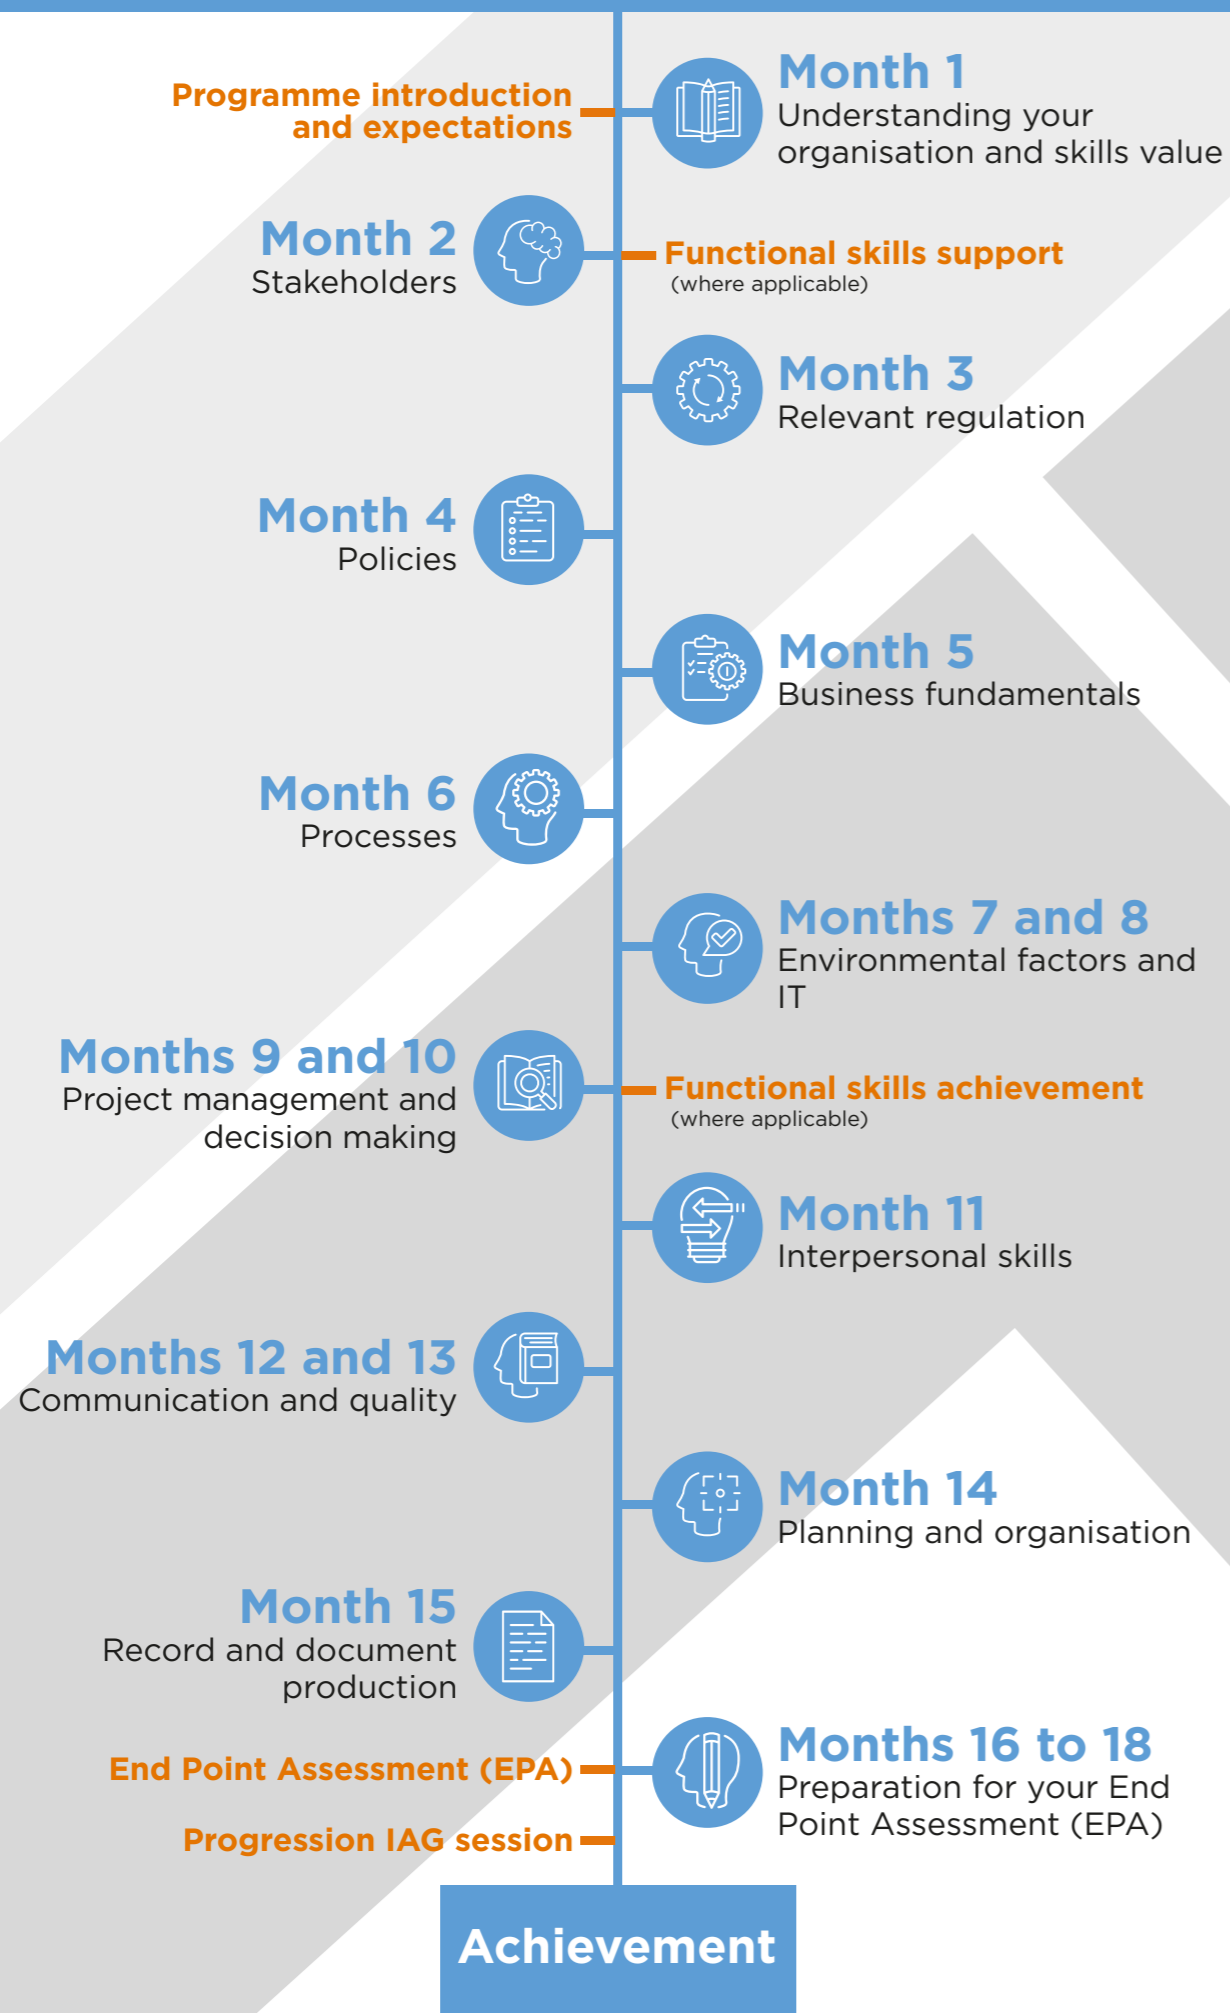 Programme introduction
and expectations
Month 1
Understanding your
organisation and skills value
Month 2
Stakeholders
Functional skills support
(where applicable)
Month 3
Relevant regulation
Month 4
Policies
Month 5
Business fundamentals
Month 6
Processes
Months 7 and 8
Environmental factors and
IT
Months 9 and 10
Project management and
decision making
Functional skills achievement
(where applicable)
Month 11
Interpersonal skills
Months 12 and 13
Communication and quality
Month 14
Planning and organisation
Month 15
Record and document
production
End Point Assessment (EPA)
Months 16 to 18
Preparation for your End
Point Assessment (EPA)
Progression IAG session
Achievement